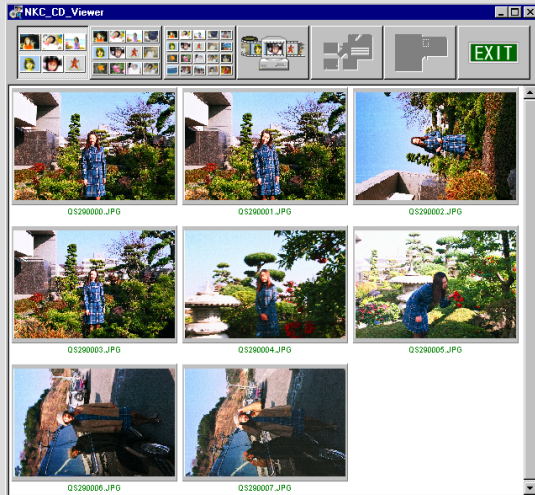 NKC_CD_Viewer
EXIT
QS290000.JPG
QS290001.JPG
QS290002.JPG
QS290003.JPG
QS290004.JPG
QS290005.JPG
QS290006.JPG
QS290007.JPG